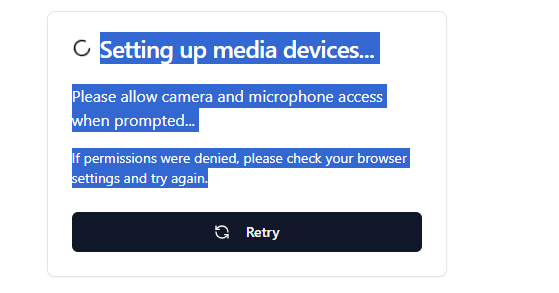 Setting up media devices...
Please allow camera and microphone access
when prompted...
If permissions were denied, please check your browser
settings and try again.
Retry